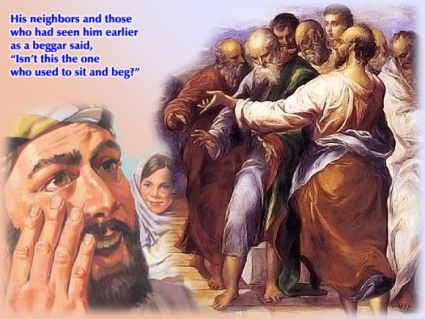 His neighbors and those
who had seen him earlier
as a beggar said,
“Isn’t this the one
who used to sit and beg?”